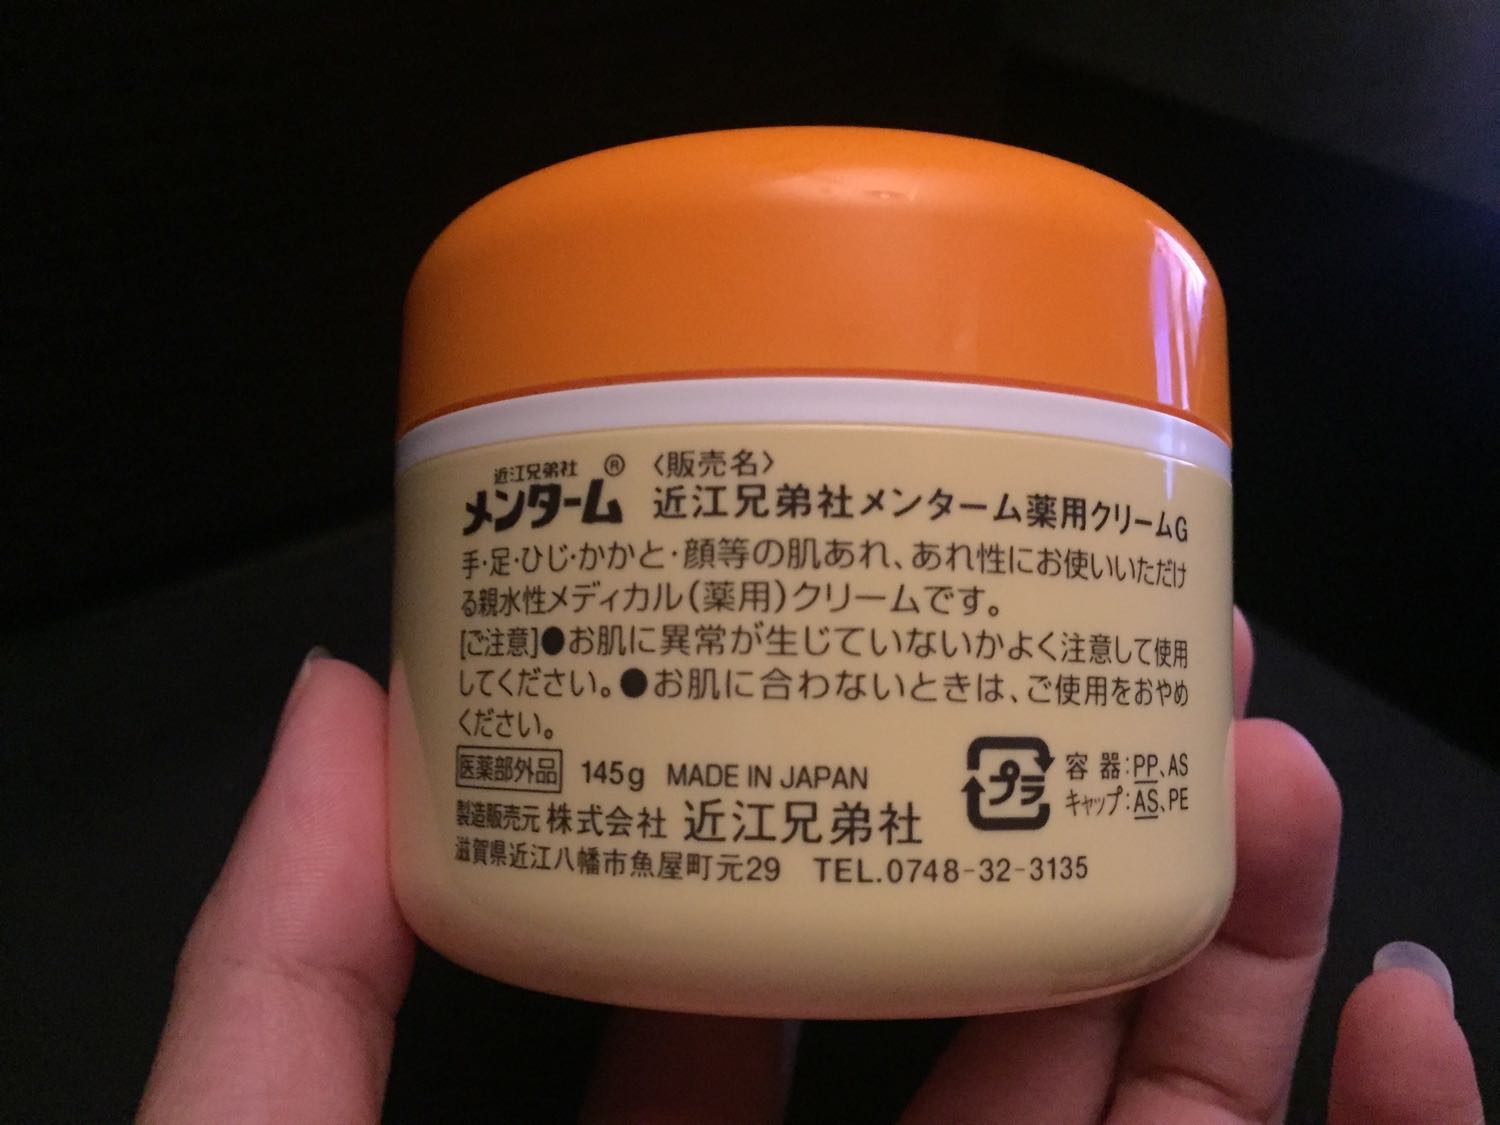 近江兄弟社
メンターム®
〈販売名〉
近江兄弟社メンターム薬用クリームG
手・足・ひじ・かかと・顔等の肌あれ、あれ性にお使いいただけ
る親水性メディカル(薬用)クリームです。
[ご注意]●お肌に異常が生じていないかよく注意して使用
してください。●お肌に合わないときは、ご使用をおやめ
ください。
医薬部外品 145g MADE IN JAPAN
製造販売元 株式会社 近江兄弟社
滋賀県近江八幡市魚屋町元29 TEL.0748-32-3135
プラ
容器:PP、AS
キャップ:AS、PE